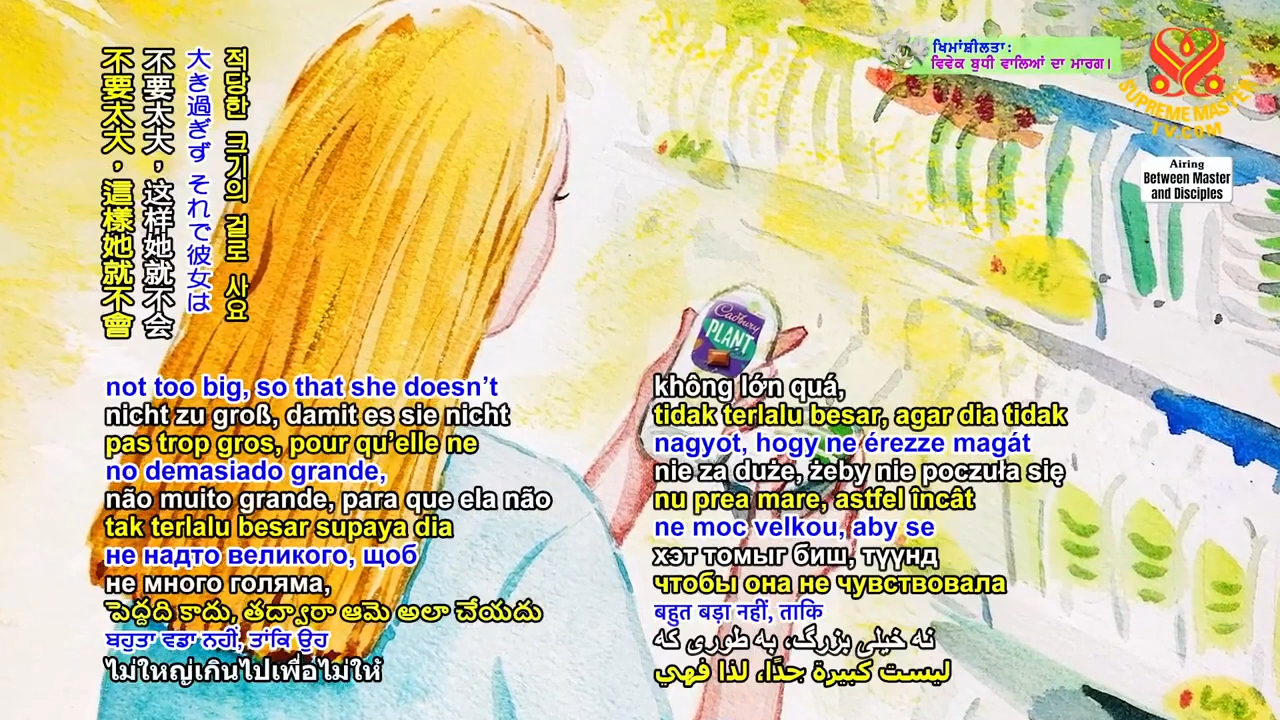 적당한 크기의 걸로 사요
大き過ぎず それで彼女は
不要太大，这样她就不会
不要太大，這樣她就不會
ਖਿਮਾਂਸ਼ੀਲਤਾ:
ਵਿਵੇਕ ਬੁਧੀ ਵਾਲਿਆਂ ਦਾ ਮਾਰਗ।
SUPREME MASTER
TV.COM
Airing
Between Master
and Disciples
Cadbury
PLANT
not too big, so that she doesn’t
nicht zu groß, damit es sie nicht
pas trop gros, pour qu’elle ne
no demasiado grande,
não muito grande, para que ela não
tak terlalu besar supaya dia
не надто великого, щоб
не много голяма,
పెద్దది కాదు, తద్వారా ఆమె అలా చేయదు
ਬਹੁਤਾ ਵਡਾ ਨਹੀਂ, ਤਾਂਕਿ ਉਹ
ไม่ใหญ่เกินไปเพื่อไม่ให้
không lớn quá,
tidak terlalu besar, agar dia tidak
nagyot, hogy ne érezze magát
nie za duże, żeby nie poczuła się
nu prea mare, astfel încât
ne moc velkou, aby se
хэт томыг биш, түүнд
чтобы она не чувствовала
बहुत बड़ा नहीं, ताकि
نه خیلی بزرگ، به طوری که
ليست كبيرة جدًا، لذا فهي